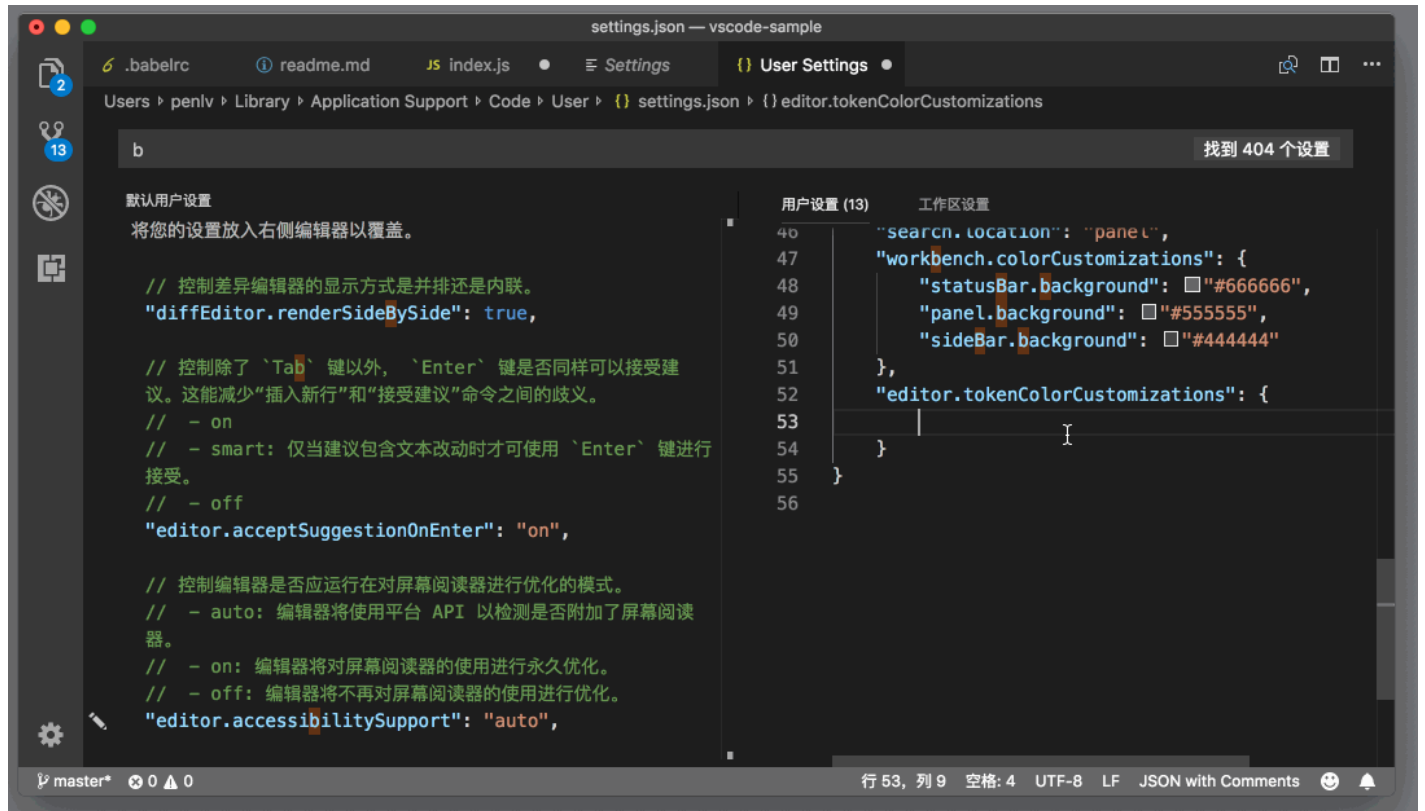 settings.json — vscode-sample
.babelrc
readme.md
JS index.js
Settings
{} User Settings
Users › penlv › Library › Application Support › Code › User › {} settings.json › {} editor.tokenColorCustomizations
2
13
b
找到 404 个设置
默认用户设置
将您的设置放入右侧编辑器以覆盖。
// 控制差异编辑器的显示方式是并排还是内联。
"diffEditor.renderSideBySide": true,
// 控制除了 `Tab` 键以外， `Enter` 键是否同样可以接受建
议。这能减少“插入新行”和“接受建议”命令之间的歧义。
//  - on
//  - smart: 仅当建议包含文本改动时才可使用 `Enter` 键进行
接受。
//  - off
"editor.acceptSuggestionOnEnter": "on",
// 控制编辑器是否应运行在对屏幕阅读器进行优化的模式。
//  - auto: 编辑器将使用平台 API 以检测是否附加了屏幕阅读
器。
//  - on: 编辑器将对屏幕阅读器的使用进行永久优化。
//  - off: 编辑器将不再对屏幕阅读器的使用进行优化。
"editor.accessibilitySupport": "auto",
用户设置 (13)
工作区设置
46 "search.location": "panel",
47 "workbench.colorCustomizations": {
48 "statusBar.background": "#666666",
49 "panel.background": "#555555",
50 "sideBar.background": "#444444"
51 },
52 "editor.tokenColorCustomizations": {
53
54 }
55 }
56
master* 0 0
行 53，列 9 空格: 4 UTF-8 LF JSON with Comments